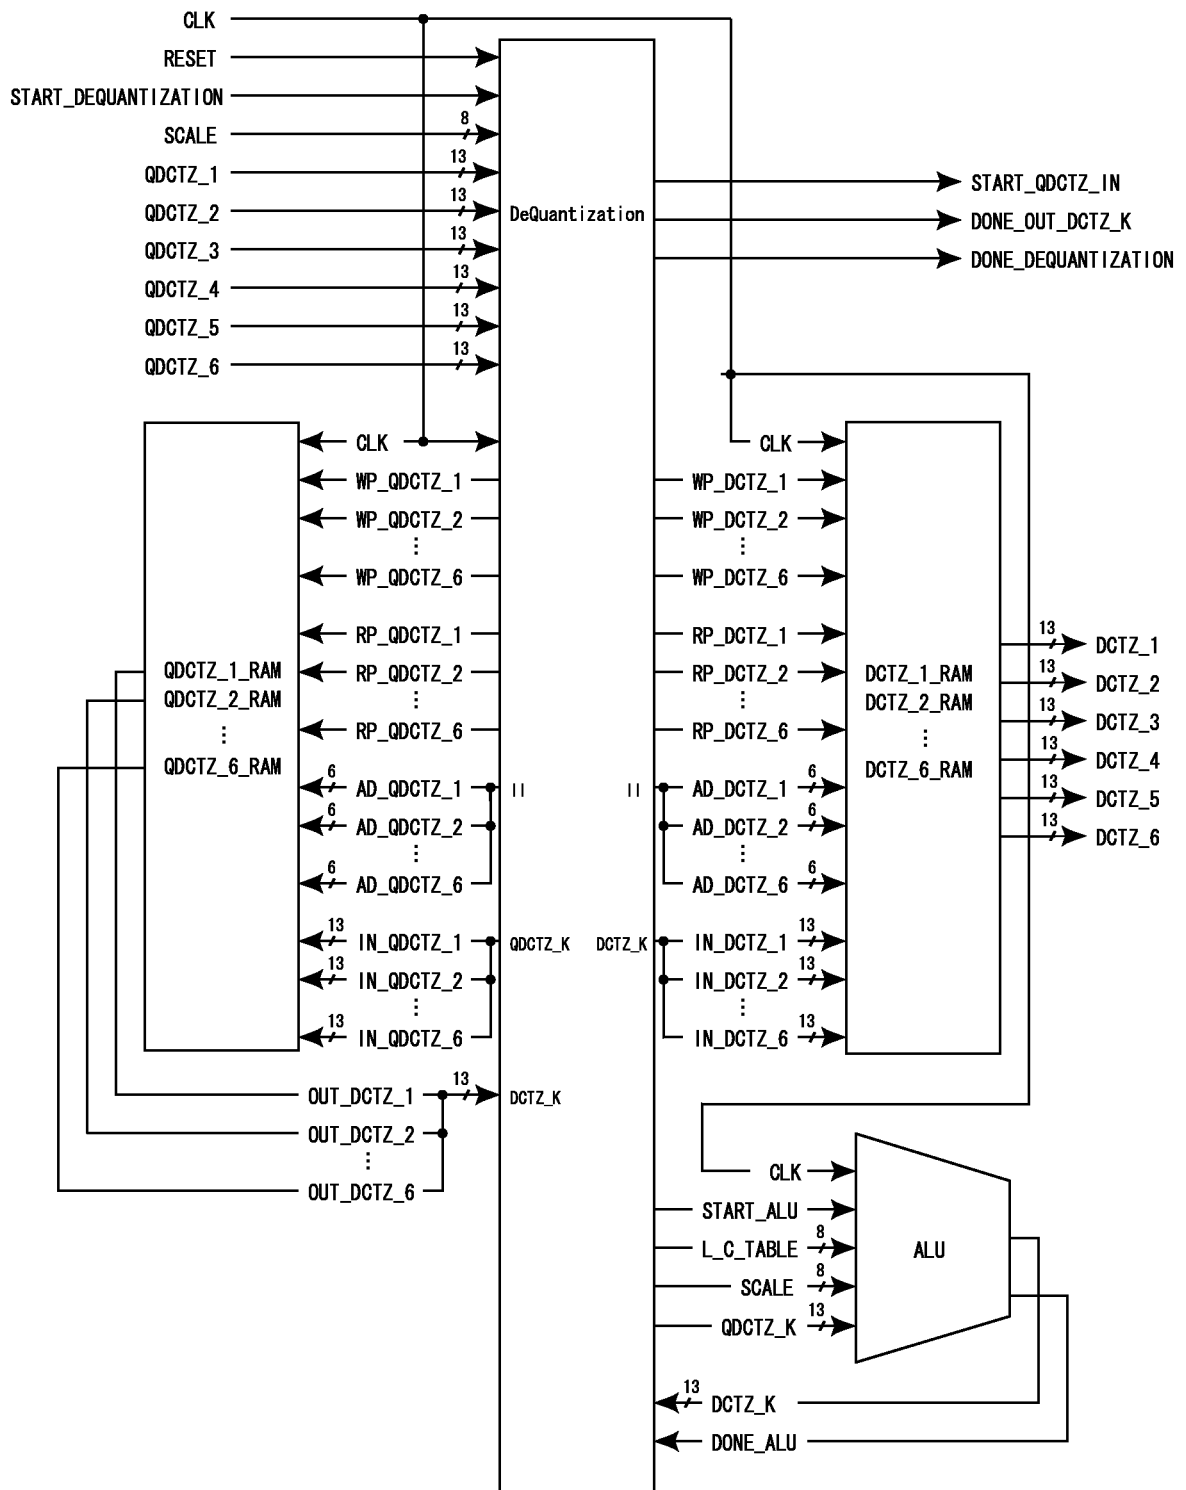 CLK
RESET
START_DEQUANTIZATION
SCALE
8
QDCTZ_1
13
QDCTZ_2
13
QDCTZ_3
13
QDCTZ_4
13
QDCTZ_5
13
QDCTZ_6
13
DeQuantization
START_QDCTZ_IN
DONE_OUT_DCTZ_K
DONE_DEQUANTIZATION
CLK
WP_QDCTZ_1
WP_QDCTZ_2
⋮
WP_QDCTZ_6
RP_QDCTZ_1
RP_QDCTZ_2
⋮
RP_QDCTZ_6
6
AD_QDCTZ_1
6
AD_QDCTZ_2
⋮
6
AD_QDCTZ_6
13
IN_QDCTZ_1
13
IN_QDCTZ_2
⋮
13
IN_QDCTZ_6
QDCTZ_1_RAM
QDCTZ_2_RAM
⋮
QDCTZ_6_RAM
II
QDCTZ_K
OUT_DCTZ_1
OUT_DCTZ_2
⋮
OUT_DCTZ_6
13
DCTZ_K
II
DCTZ_K
CLK
WP_DCTZ_1
WP_DCTZ_2
⋮
WP_DCTZ_6
RP_DCTZ_1
RP_DCTZ_2
⋮
RP_DCTZ_6
AD_DCTZ_1
6
AD_DCTZ_2
6
⋮
AD_DCTZ_6
6
IN_DCTZ_1
13
IN_DCTZ_2
13
⋮
IN_DCTZ_6
13
DCTZ_1_RAM
DCTZ_2_RAM
⋮
DCTZ_6_RAM
13
DCTZ_1
13
DCTZ_2
13
DCTZ_3
13
DCTZ_4
13
DCTZ_5
13
DCTZ_6
CLK
START_ALU
L_C_TABLE
8
SCALE
8
QDCTZ_K
13
ALU
13
DCTZ_K
DONE_ALU